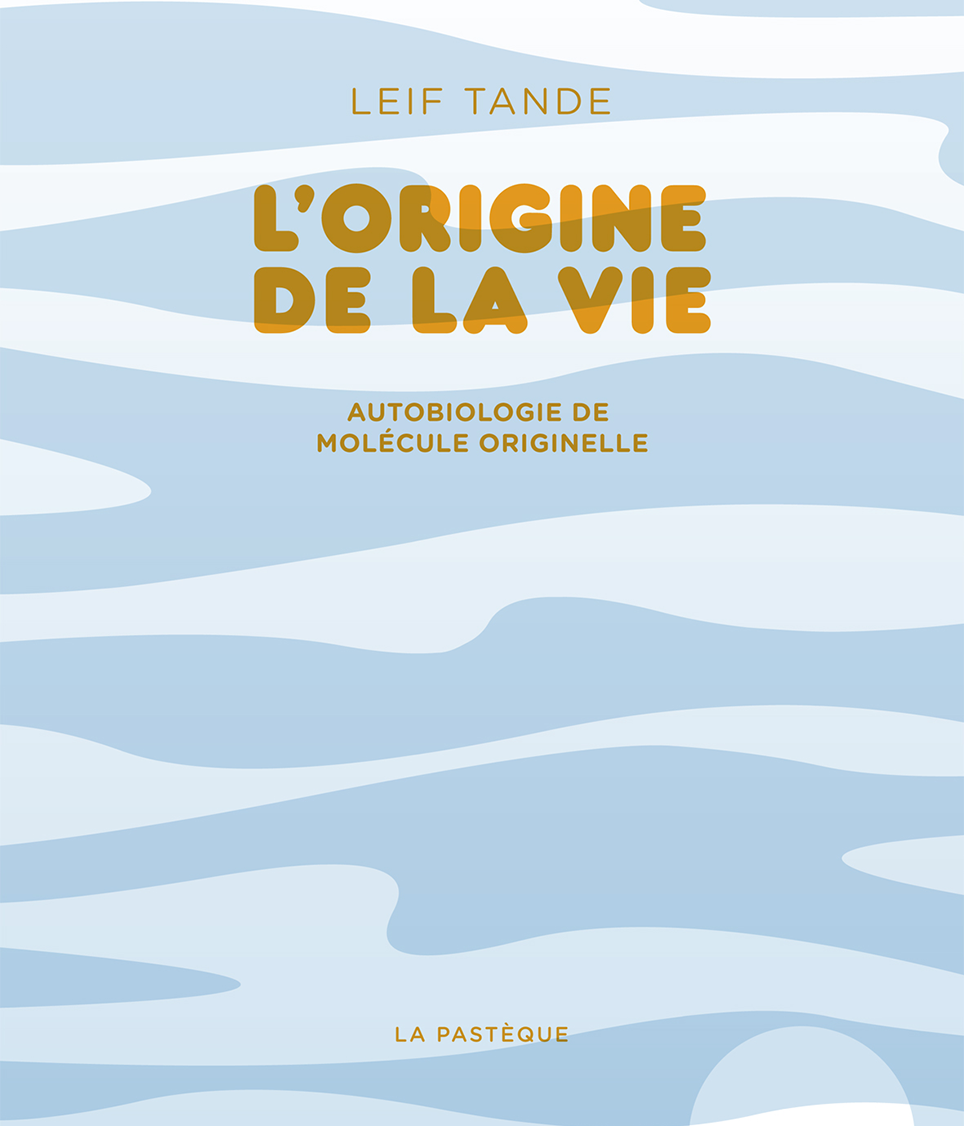 LEIF TANDE
L’ORIGINE
DE LA VIE
AUTOBIOLOGIE DE
MOLÉCULE ORIGINELLE
LA PASTÈQUE